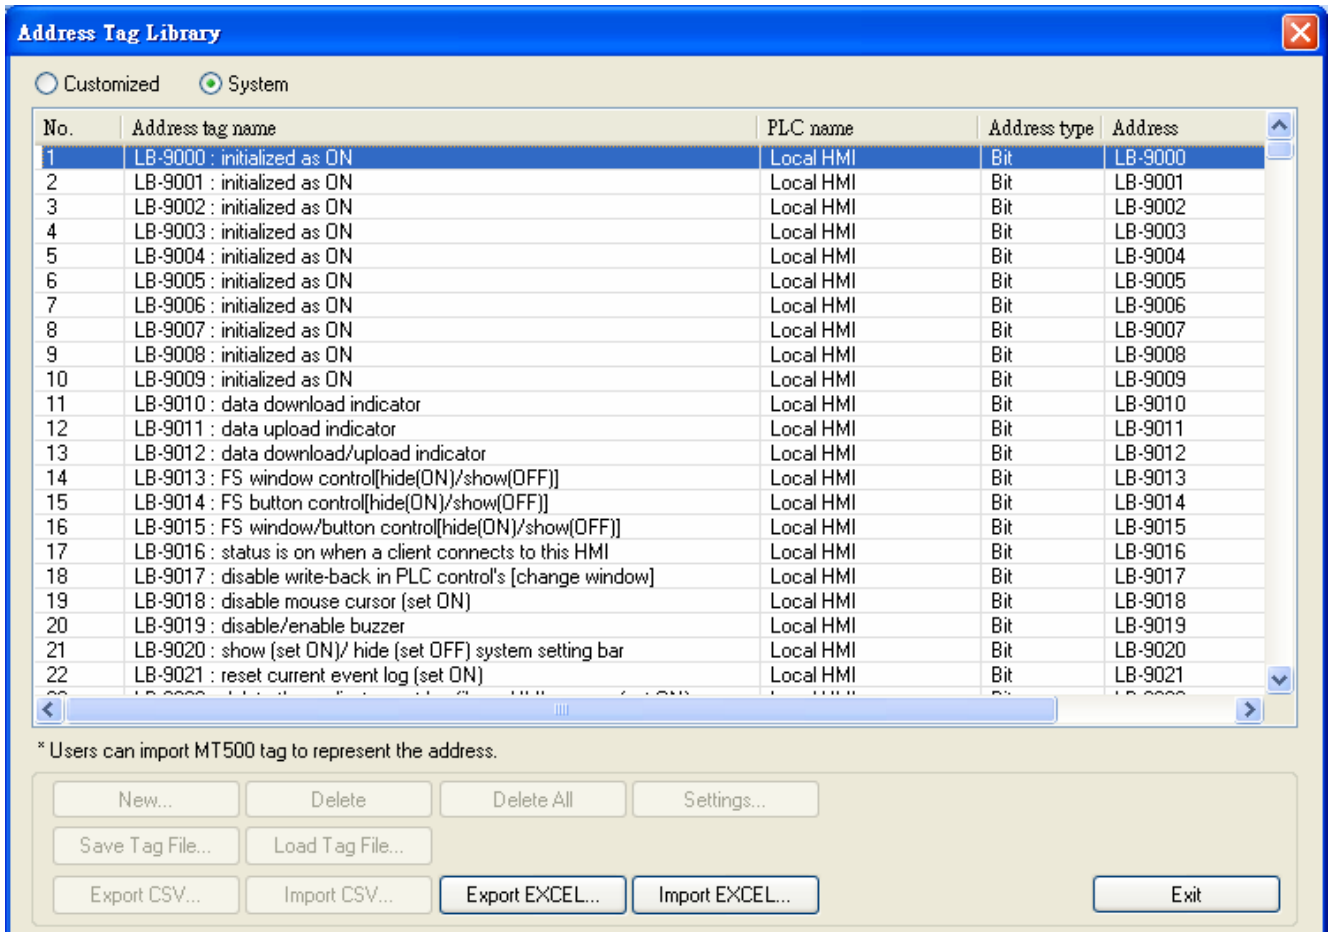 Address Tag Library
Customized System
No. Address tag name PLC name Address type Address
1 LB-9000 : initialized as ON Local HMI Bit LB-9000
2 LB-9001 : initialized as ON Local HMI Bit LB-9001
3 LB-9002 : initialized as ON Local HMI Bit LB-9002
4 LB-9003 : initialized as ON Local HMI Bit LB-9003
5 LB-9004 : initialized as ON Local HMI Bit LB-9004
6 LB-9005 : initialized as ON Local HMI Bit LB-9005
7 LB-9006 : initialized as ON Local HMI Bit LB-9006
8 LB-9007 : initialized as ON Local HMI Bit LB-9007
9 LB-9008 : initialized as ON Local HMI Bit LB-9008
10 LB-9009 : initialized as ON Local HMI Bit LB-9009
11 LB-9010 : data download indicator Local HMI Bit LB-9010
12 LB-9011 : data upload indicator Local HMI Bit LB-9011
13 LB-9012 : data download/upload indicator Local HMI Bit LB-9012
14 LB-9013 : FS window control[hide(ON)/show(OFF)] Local HMI Bit LB-9013
15 LB-9014 : FS button control[hide(ON)/show(OFF)] Local HMI Bit LB-9014
16 LB-9015 : FS window/button control[hide(ON)/show(OFF)] Local HMI Bit LB-9015
17 LB-9016 : status is on when a client connects to this HMI Local HMI Bit LB-9016
18 LB-9017 : disable write-back in PLC control's [change window] Local HMI Bit LB-9017
19 LB-9018 : disable mouse cursor (set ON) Local HMI Bit LB-9018
20 LB-9019 : disable/enable buzzer Local HMI Bit LB-9019
21 LB-9020 : show (set ON)/ hide (set OFF) system setting bar Local HMI Bit LB-9020
22 LB-9021 : reset current event log (set ON) Local HMI Bit LB-9021
* Users can import MT500 tag to represent the address.
New... Delete Delete All Settings...
Save Tag File... Load Tag File...
Export CSV... Import CSV... Export EXCEL... Import EXCEL... Exit